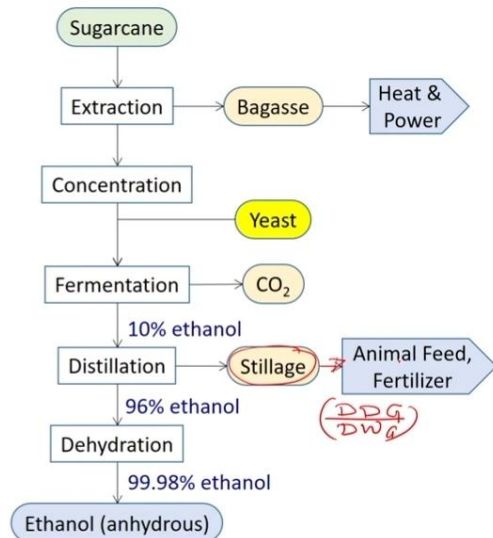 Sugarcane
Extraction
Bagasse
Heat &
Power
Concentration
Yeast
Fermentation
CO₂
10% ethanol
Distillation
Stillage
Animal Feed,
Fertilizer
DDG
DWG
96% ethanol
Dehydration
99.98% ethanol
Ethanol (anhydrous)